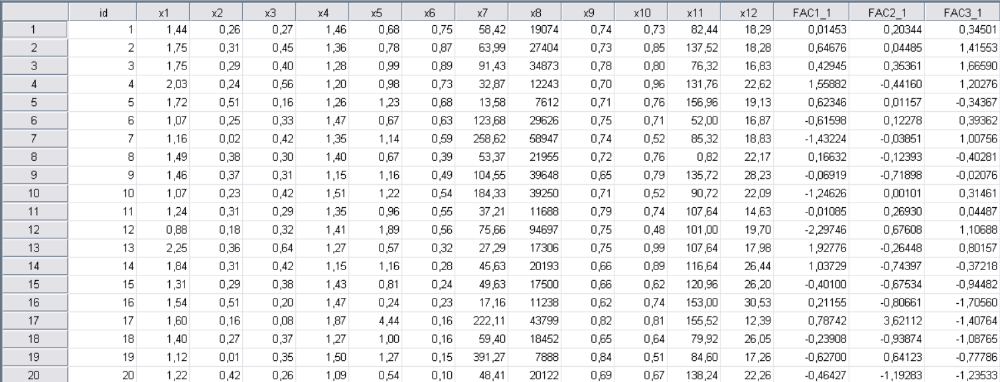 id x1 x2 x3 x4 x5 x6 x7 x8 x9 x10 x11 x12 FAC1_1 FAC2_1 FAC3_1
1 1 1,44 0,26 0,27 1,46 0,68 0,75 58,42 19074 0,74 0,73 82,44 18,29 0,01453 0,20344 0,34501
2 2 1,75 0,31 0,45 1,36 0,78 0,87 63,99 27404 0,73 0,85 137,52 18,28 0,64676 0,04485 1,41553
3 3 1,75 0,29 0,40 1,28 0,99 0,89 91,43 34873 0,78 0,80 76,32 16,83 0,42945 0,35361 1,66590
4 4 2,03 0,24 0,56 1,20 0,98 0,73 32,87 12243 0,70 0,96 131,76 22,62 1,55882 -0,44160 1,20276
5 5 1,72 0,51 0,16 1,26 1,23 0,68 13,58 7612 0,71 0,76 156,96 19,13 0,62346 0,01157 -0,34367
6 6 1,07 0,25 0,33 1,47 0,67 0,63 123,68 29626 0,75 0,71 52,00 16,87 -0,61598 0,12278 0,39362
7 7 1,16 0,02 0,42 1,35 1,14 0,59 258,62 58947 0,74 0,52 85,32 18,83 -1,43224 -0,03851 1,00756
8 8 1,49 0,38 0,30 1,40 0,67 0,39 53,37 21955 0,72 0,76 0,82 22,17 0,16632 -0,12393 -0,40281
9 9 1,46 0,37 0,31 1,15 1,16 0,49 104,55 39648 0,65 0,79 135,72 28,23 -0,06919 -0,71898 -0,02076
10 10 1,07 0,23 0,42 1,51 1,22 0,54 184,33 39250 0,71 0,52 90,72 22,09 -1,24626 0,00101 0,31461
11 11 1,24 0,31 0,29 1,35 0,96 0,55 37,21 11688 0,79 0,74 107,64 14,63 -0,01085 0,26930 0,04487
12 12 0,88 0,18 0,32 1,41 1,89 0,56 75,66 94697 0,75 0,48 101,00 19,70 -2,29746 0,67608 1,10688
13 13 2,25 0,36 0,64 1,27 0,57 0,32 27,29 17306 0,75 0,99 107,64 17,98 1,92776 -0,26448 0,80157
14 14 1,84 0,31 0,42 1,15 1,16 0,28 45,63 20193 0,66 0,89 116,64 26,44 1,03729 -0,74397 -0,37218
15 15 1,31 0,29 0,38 1,43 0,81 0,24 49,63 17500 0,66 0,62 120,96 26,20 -0,40100 -0,67534 -0,94482
16 16 1,54 0,51 0,20 1,47 0,24 0,23 17,16 11238 0,62 0,74 153,00 30,53 0,21155 -0,80661 -1,70560
17 17 1,60 0,16 0,08 1,87 4,44 0,16 222,11 43799 0,82 0,81 155,52 12,39 0,78742 3,62112 -1,40764
18 18 1,40 0,27 0,37 1,27 1,00 0,16 59,40 18452 0,65 0,64 79,92 26,05 -0,23908 -0,93874 -1,08765
19 19 1,12 0,01 0,35 1,50 1,27 0,15 391,27 7888 0,84 0,51 84,60 17,26 -0,62700 0,64123 -0,77786
20 20 1,22 0,42 0,26 1,09 0,54 0,10 48,41 20122 0,69 0,67 138,24 22,26 -0,46427 -1,19283 -1,23533